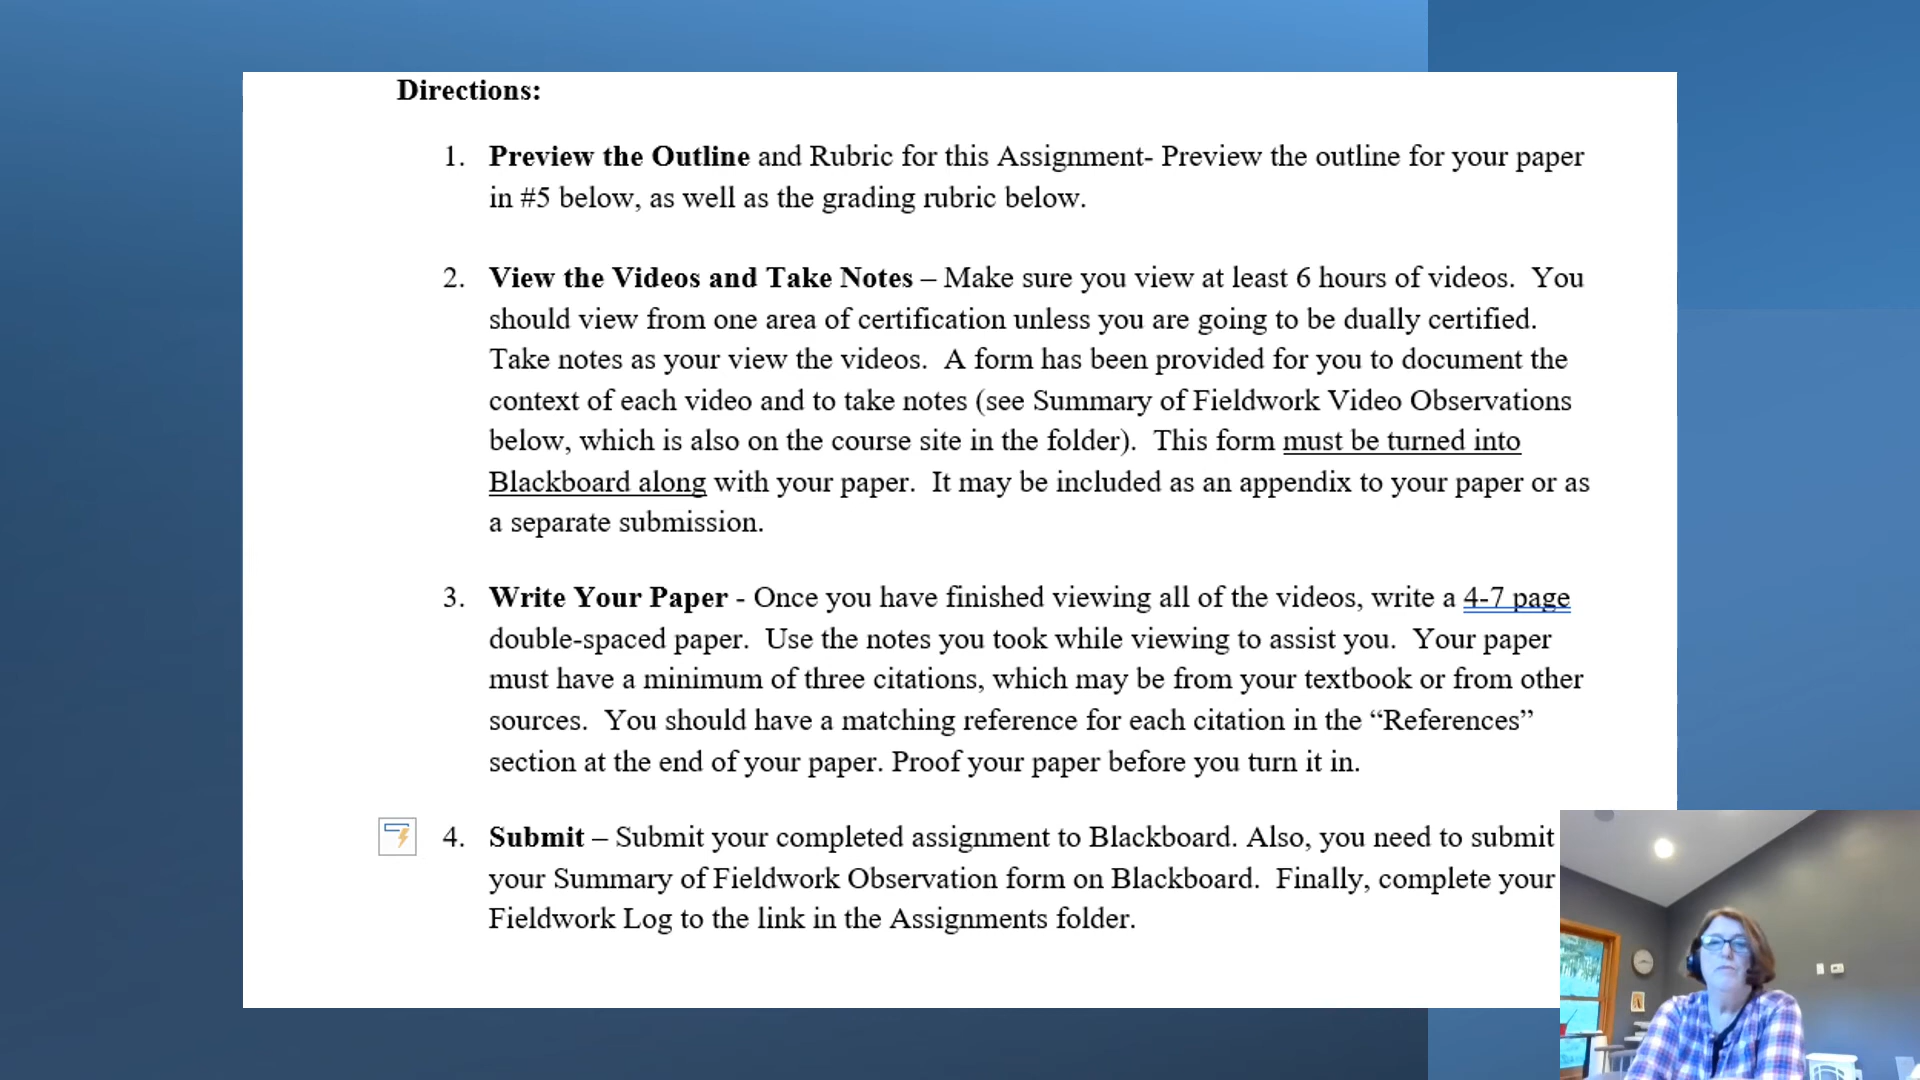 Directions:
1. Preview the Outline and Rubric for this Assignment- Preview the outline for your paper
in #5 below, as well as the grading rubric below.
2. View the Videos and Take Notes – Make sure you view at least 6 hours of videos.  You
should view from one area of certification unless you are going to be dually certified.
Take notes as your view the videos.  A form has been provided for you to document the
context of each video and to take notes (see Summary of Fieldwork Video Observations
below, which is also on the course site in the folder).  This form must be turned into
Blackboard along with your paper.  It may be included as an appendix to your paper or as
a separate submission.
3. Write Your Paper - Once you have finished viewing all of the videos, write a 4-7 page
double-spaced paper.  Use the notes you took while viewing to assist you.  Your paper
must have a minimum of three citations, which may be from your textbook or from other
sources.  You should have a matching reference for each citation in the “References”
section at the end of your paper. Proof your paper before you turn it in.
4. Submit – Submit your completed assignment to Blackboard. Also, you need to submit
your Summary of Fieldwork Observation form on Blackboard.  Finally, complete your
Fieldwork Log to the link in the Assignments folder.